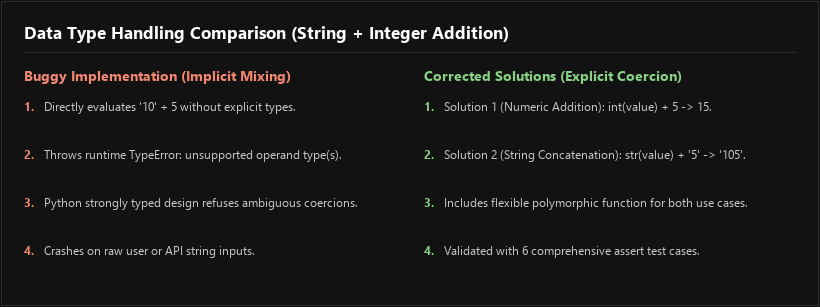 Data Type Handling Comparison (String + Integer Addition)
Buggy Implementation (Implicit Mixing)
1. Directly evaluates '10' + 5 without explicit types.
2. Throws runtime TypeError: unsupported operand type(s).
3. Python strongly typed design refuses ambiguous coercions.
4. Crashes on raw user or API string inputs.
Corrected Solutions (Explicit Coercion)
1. Solution 1 (Numeric Addition): int(value) + 5 -> 15.
2. Solution 2 (String Concatenation): str(value) + '5' -> '105'.
3. Includes flexible polymorphic function for both use cases.
4. Validated with 6 comprehensive assert test cases.